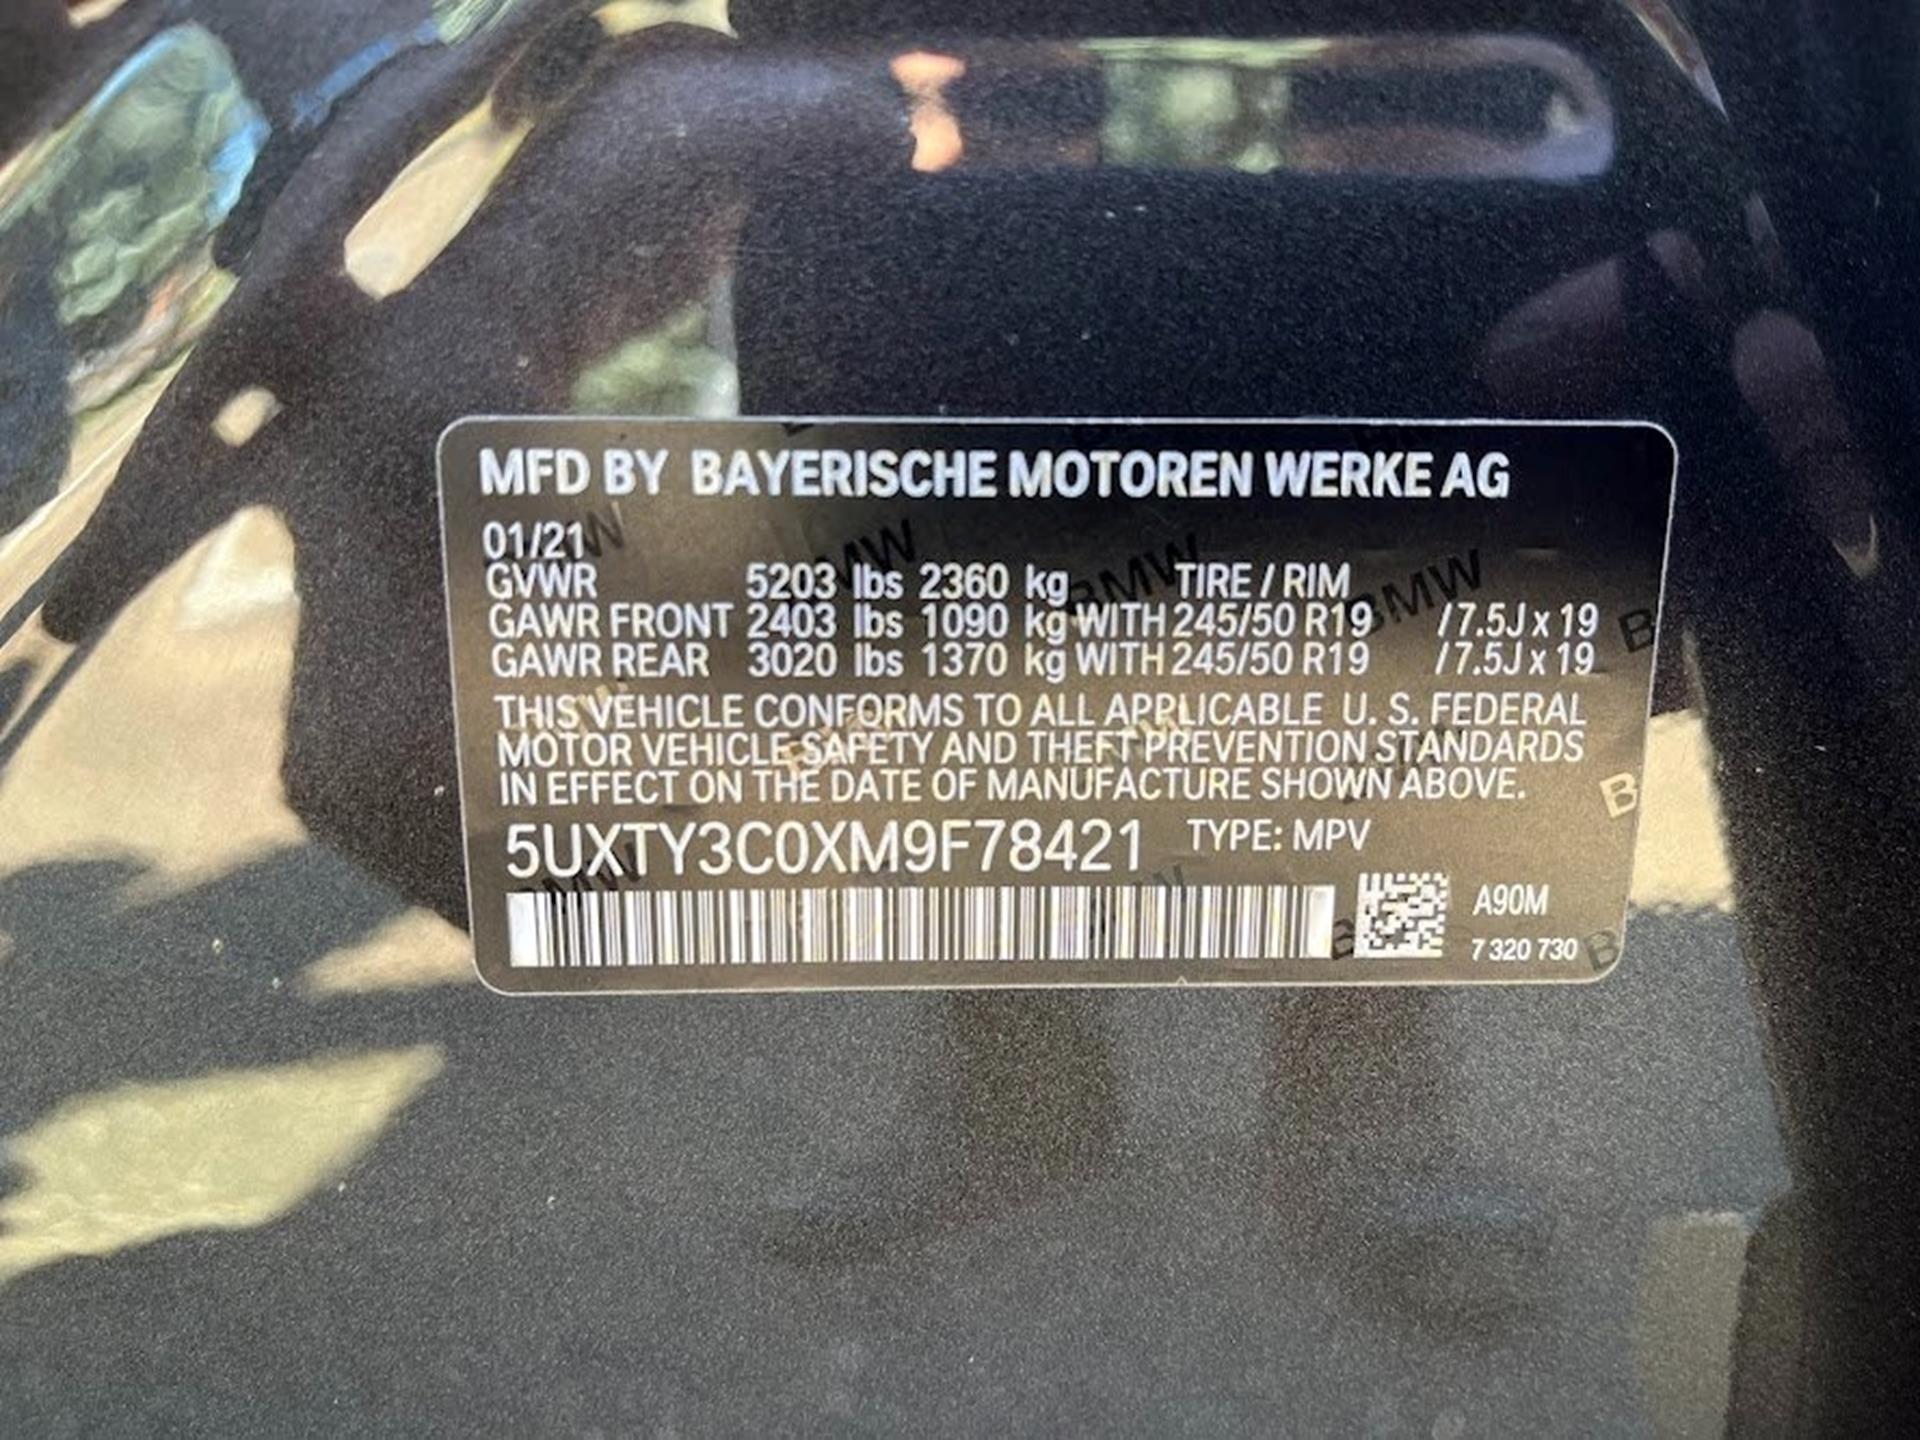 MFD BY BAYERISCHE MOTOREN WERKE AG
01/21
GVWR 5203 lbs 2360 kg TIRE / RIM
GAWR FRONT 2403 lbs 1090 kg WITH 245/50 R19 / 7.5J x 19
GAWR REAR 3020 lbs 1370 kg WITH 245/50 R19 / 7.5J x 19
THIS VEHICLE CONFORMS TO ALL APPLICABLE U. S. FEDERAL
MOTOR VEHICLE SAFETY AND THEFT PREVENTION STANDARDS
IN EFFECT ON THE DATE OF MANUFACTURE SHOWN ABOVE.
5UXTY3C0XM9F78421 TYPE: MPV
A90M
7 320 730